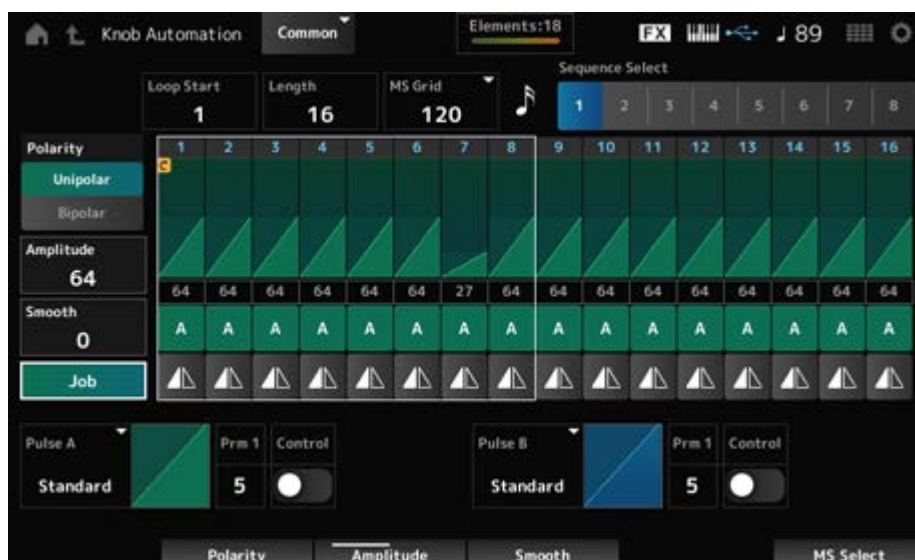 Knob Automation Common Elements:18 FX 89
Sequence Select
Loop Start Length MS Grid
1 16 120 1 2 3 4 5 6 7 8
Polarity 1 2 3 4 5 6 7 8 9 10 11 12 13 14 15 16
C
Unipolar
Bipolar
Amplitude
64
64 64 64 64 64 64 27 64 64 64 64 64 64 64 64 64
Smooth
0
A A A A A A A A A A A A A A A A
Job
Pulse A Prm 1 Control Pulse B Prm 1 Control
Standard 5 Standard 5
Polarity Amplitude Smooth MS Select